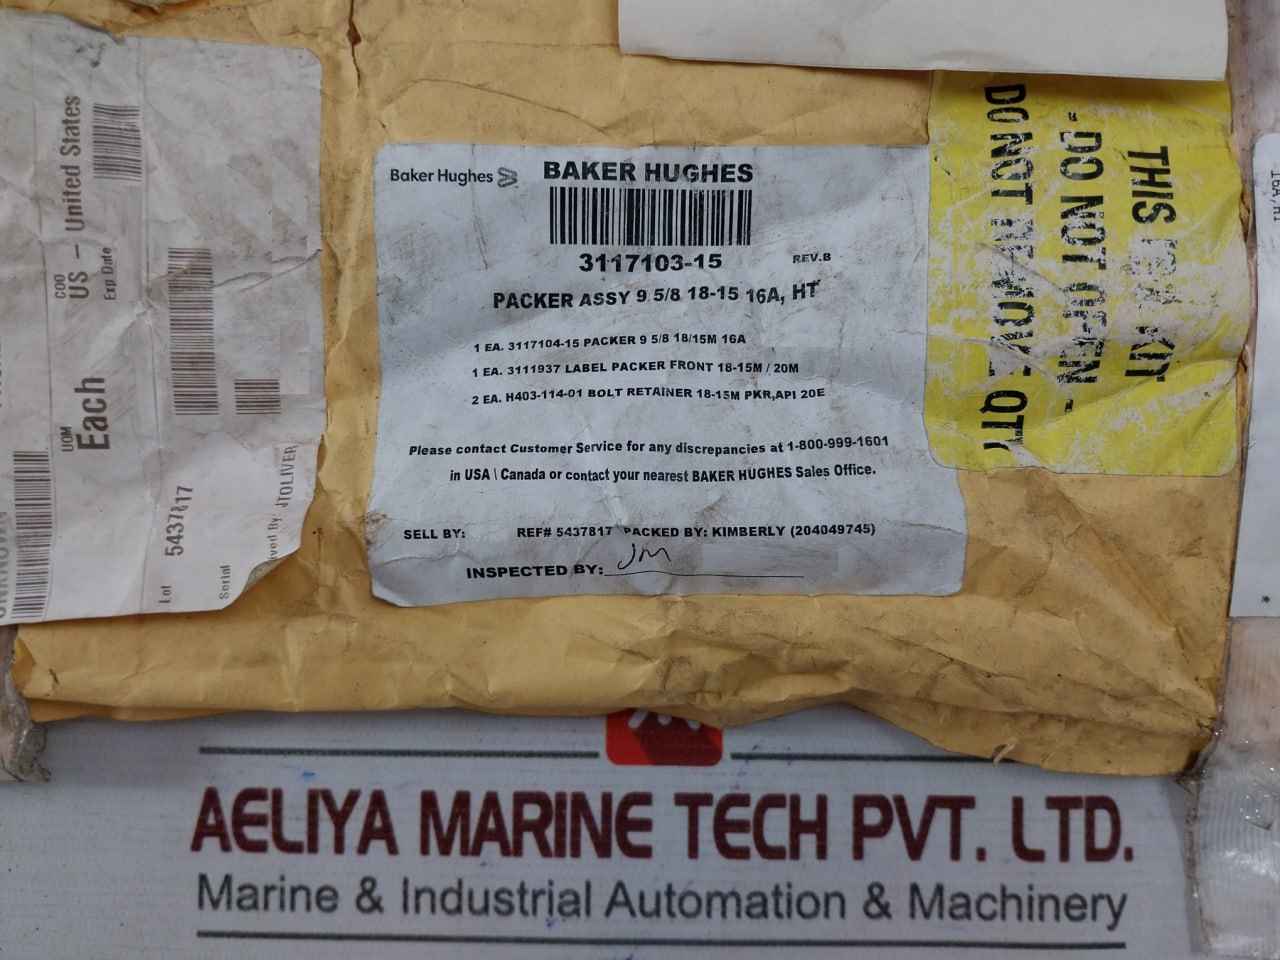 Baker Hughes
BAKER HUGHES
3117103-15
REV.B
PACKER ASSY 9 5/8 18-15 16A, HT
1 EA. 3117104-15 PACKER 9 5/8 18/15M 16A
1 EA. 3111937 LABEL PACKER FRONT 18-15M / 20M
2 EA. H403-114-01 BOLT RETAINER 18-15M PKR,API 20E
Please contact Customer Service for any discrepancies at 1-800-999-1601
in USA \ Canada or contact your nearest BAKER HUGHES Sales Office.
SELL BY:
REF# 5437817 PACKED BY: KIMBERLY (204049745)
INSPECTED BY: JM
COO
US - United States
Exp Date
UOM
Each
Lot
5437817
Serial
JTOLIVER
THIS IS A KIT
- DO NOT OPEN -
DO NOT REMOVE QTY
AELIYA MARINE TECH PVT. LTD.
Marine & Industrial Automation & Machinery